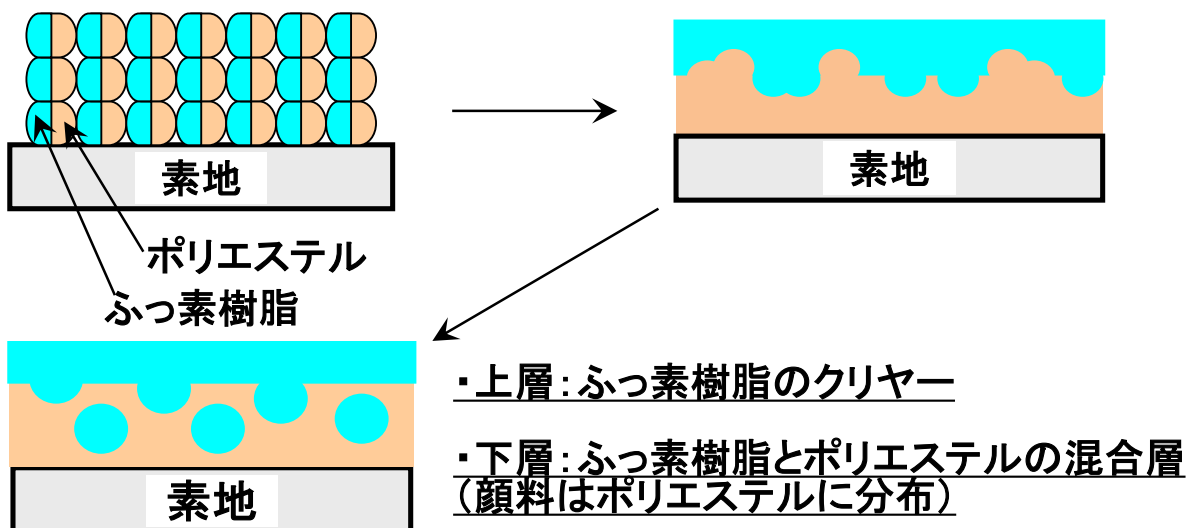 素地
ポリエステル
ふっ素樹脂
素地
素地
・上層：ふっ素樹脂のクリヤー
・下層：ふっ素樹脂とポリエステルの混合層
（顔料はポリエステルに分布）